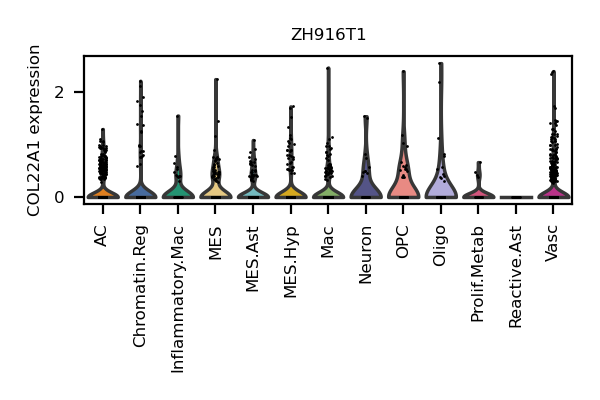 ZH916T1
COL22A1 expression
2
0
AC
Chromatin.Reg
Inflammatory.Mac
MES
MES.Ast
MES.Hyp
Mac
Neuron
OPC
Oligo
Prolif.Metab
Reactive.Ast
Vasc